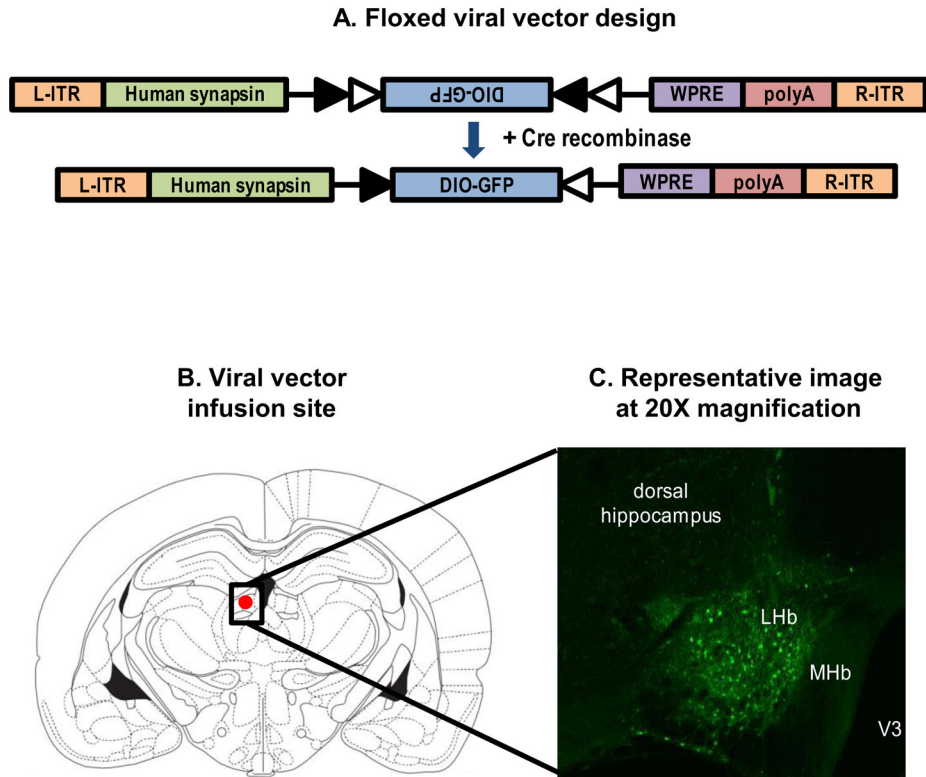 A. Floxed viral vector design
L-ITR Human synapsin DIO-GFP WPRE polyA R-ITR
+ Cre recombinase
L-ITR Human synapsin DIO-GFP WPRE polyA R-ITR
B. Viral vector
infusion site
C. Representative image
at 20X magnification
dorsal
hippocampus
LHb
MHb
V3